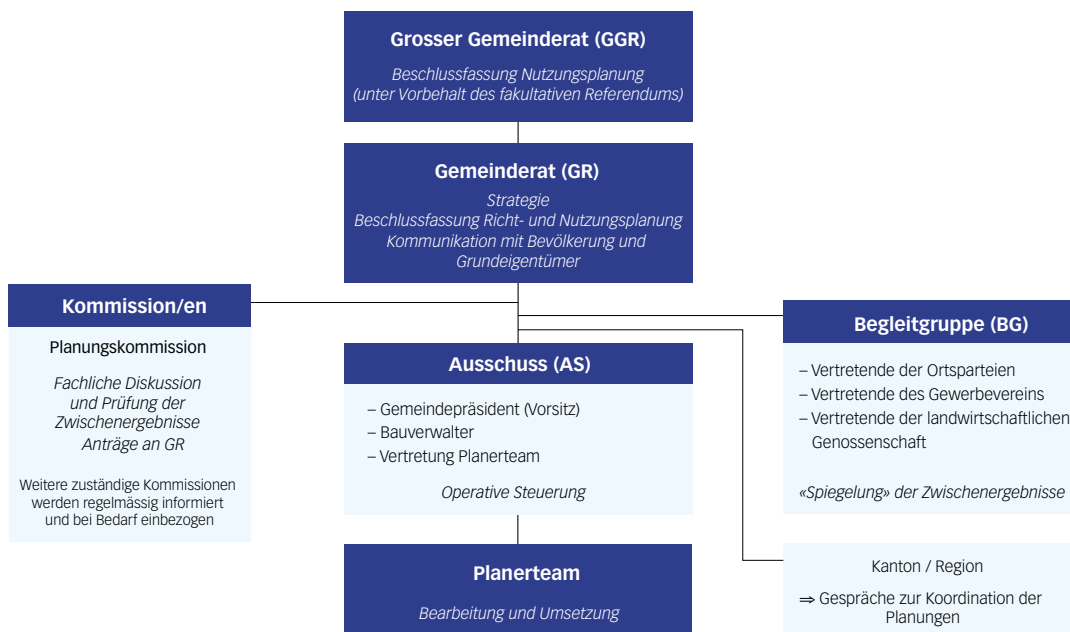 Grosser Gemeinderat (GGR)
Beschlussfassung Nutzungsplanung
(unter Vorbehalt des fakultativen Referendums)
Gemeinderat (GR)
Strategie
Beschlussfassung Richt- und Nutzungsplanung
Kommunikation mit Bevölkerung und
Grundeigentümer
Kommission/en
Planungskommission
Fachliche Diskussion
und Prüfung der
Zwischenergebnisse
Anträge an GR
Weitere zuständige Kommissionen
werden regelmässig informiert
und bei Bedarf einbezogen
Ausschuss (AS)
– Gemeindepräsident (Vorsitz)
– Bauverwalter
– Vertretung Planerteam
Operative Steuerung
Begleitgruppe (BG)
– Vertretende der Ortsparteien
– Vertretende des Gewerbevereins
– Vertretende der landwirtschaftlichen
Genossenschaft
«Spiegelung» der Zwischenergebnisse
Planerteam
Bearbeitung und Umsetzung
Kanton / Region
⇒ Gespräche zur Koordination der
Planungen